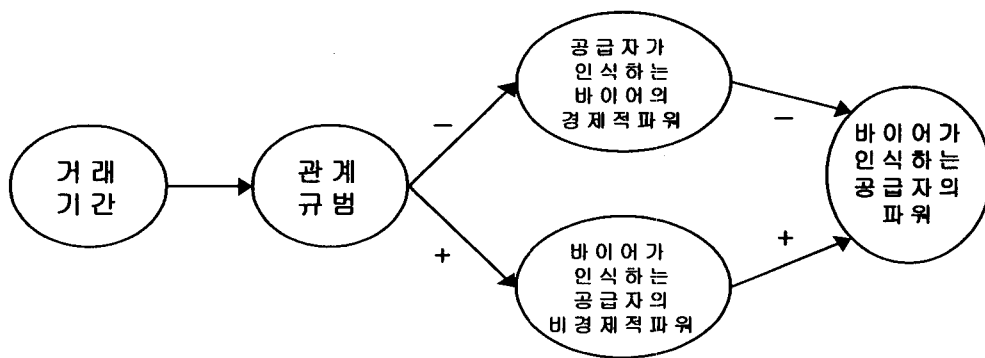 거래
기간
관계
규범
−
+
공급자가
인식하는
바이어의
경제적파워
바이어가
인식하는
공급자의
비경제적파워
−
+
바이어가
인식하는
공급자의
파워